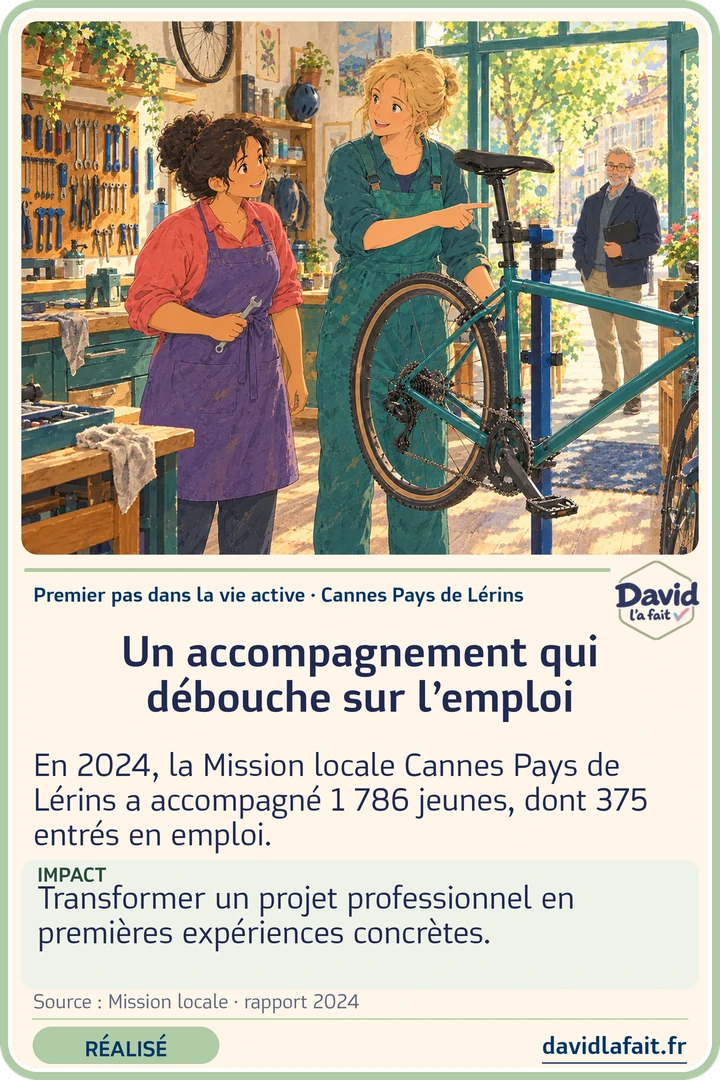 Premier pas dans la vie active · Cannes Pays de Lérins
David
l'a fait
Un accompagnement qui
débouche sur l’emploi
En 2024, la Mission locale Cannes Pays de
Lérins a accompagné 1 786 jeunes, dont 375
entrés en emploi.
IMPACT
Transformer un projet professionnel en
premières expériences concrètes.
Source : Mission locale · rapport 2024
RÉALISÉ
davidlafait.fr